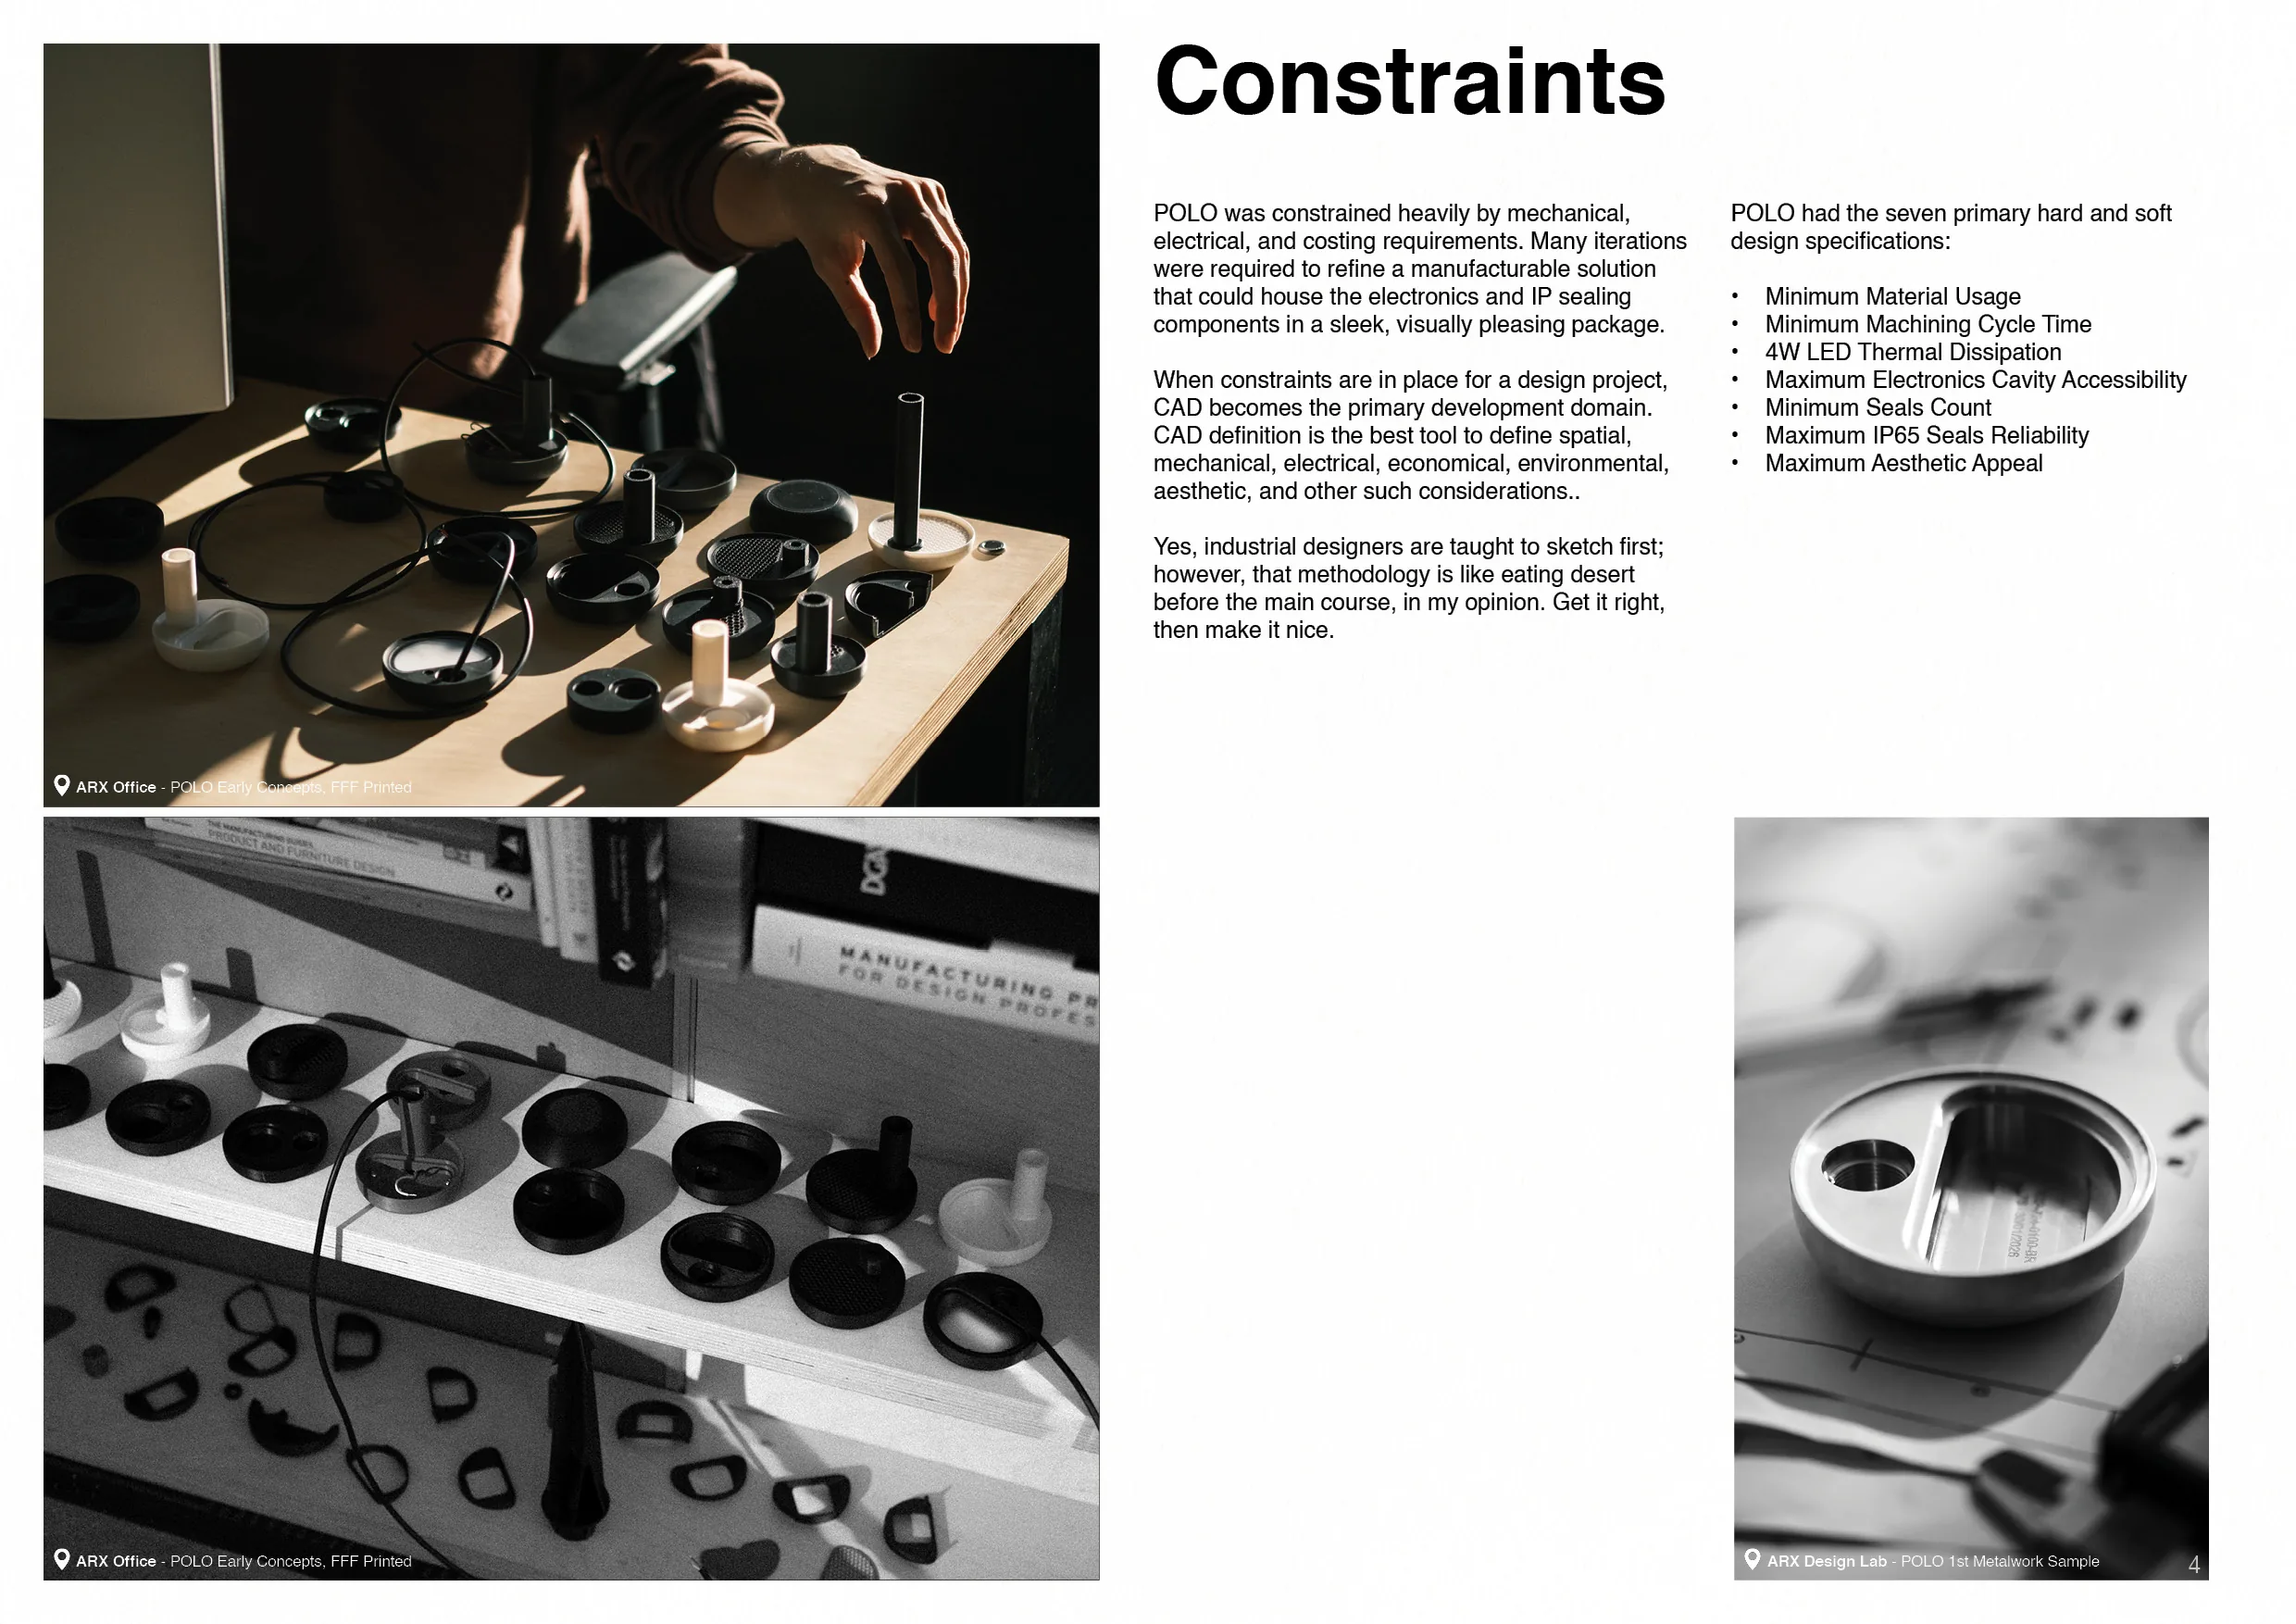 Constraints
POLO was constrained heavily by mechanical,
electrical, and costing requirements. Many iterations
were required to refine a manufacturable solution
that could house the electronics and IP sealing
components in a sleek, visually pleasing package.
When constraints are in place for a design project,
CAD becomes the primary development domain.
CAD definition is the best tool to define spatial,
mechanical, electrical, economical, environmental,
aesthetic, and other such considerations..
Yes, industrial designers are taught to sketch first;
however, that methodology is like eating desert
before the main course, in my opinion. Get it right,
then make it nice.
POLO had the seven primary hard and soft
design specifications:
• Minimum Material Usage
• Minimum Machining Cycle Time
• 4W LED Thermal Dissipation
• Maximum Electronics Cavity Accessibility
• Minimum Seals Count
• Maximum IP65 Seals Reliability
• Maximum Aesthetic Appeal
ARX Office - POLO Early Concepts, FFF Printed
THE MANUFACTURING GUIDES
PRODUCT AND FURNITURE DESIGN
MANUFACTURING PR
FOR DESIGN PROFES
ARX Office - POLO Early Concepts, FFF Printed
ARX Design Lab - POLO 1st Metalwork Sample
4